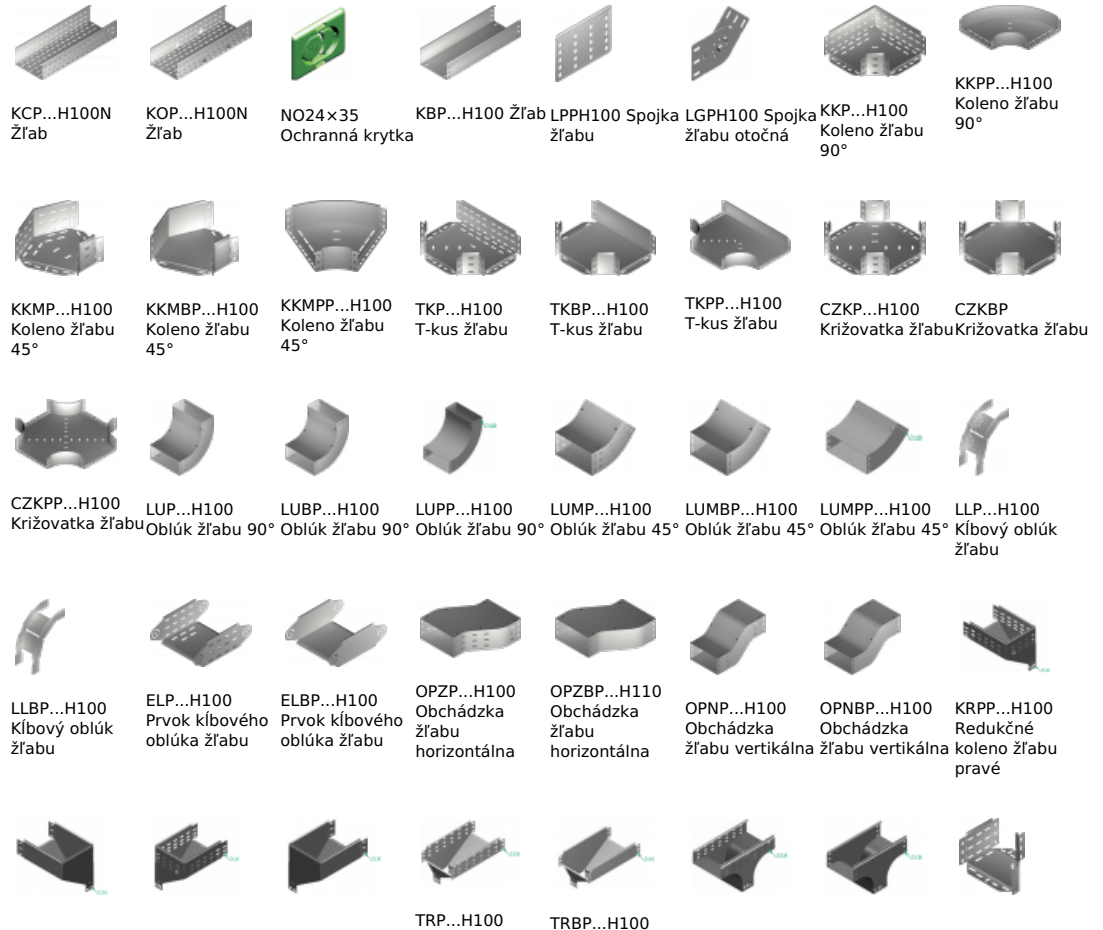 KCP...H100N
Žľab
KOP...H100N
Žľab
NO24×35
Ochranná krytka
KBP...H100 Žľab
LPPH100 Spojka
žľabu
LGPH100 Spojka
žľabu otočná
KKP...H100
Koleno žľabu
90°
KKPP...H100
Koleno žľabu
90°
KKMP...H100
Koleno žľabu
45°
KKMBP...H100
Koleno žľabu
45°
KKMPP...H100
Koleno žľabu
45°
TKP...H100
T-kus žľabu
TKBP...H100
T-kus žľabu
TKPP...H100
T-kus žľabu
CZKP...H100
Križovatka žľabu
CZKBP
Križovatka žľabu
CZKPP...H100
Križovatka žľabu
LUP...H100
Oblúk žľabu 90°
LUBP...H100
Oblúk žľabu 90°
LUPP...H100
Oblúk žľabu 90°
LUMP...H100
Oblúk žľabu 45°
LUMBP...H100
Oblúk žľabu 45°
LUMPP...H100
Oblúk žľabu 45°
LLP...H100
Kĺbový oblúk
žľabu
LLBP...H100
Kĺbový oblúk
žľabu
ELP...H100
Prvok kĺbového
oblúka žľabu
ELBP...H100
Prvok kĺbového
oblúka žľabu
OPZP...H100
Obchádzka
žľabu
horizontálna
OPZBP...H110
Obchádzka
žľabu
horizontálna
OPNP...H100
Obchádzka
žľabu vertikálna
OPNBP...H100
Obchádzka
žľabu vertikálna
KRPP...H100
Redukčné
koleno žľabu
pravé
TRP...H100
TRBP...H100